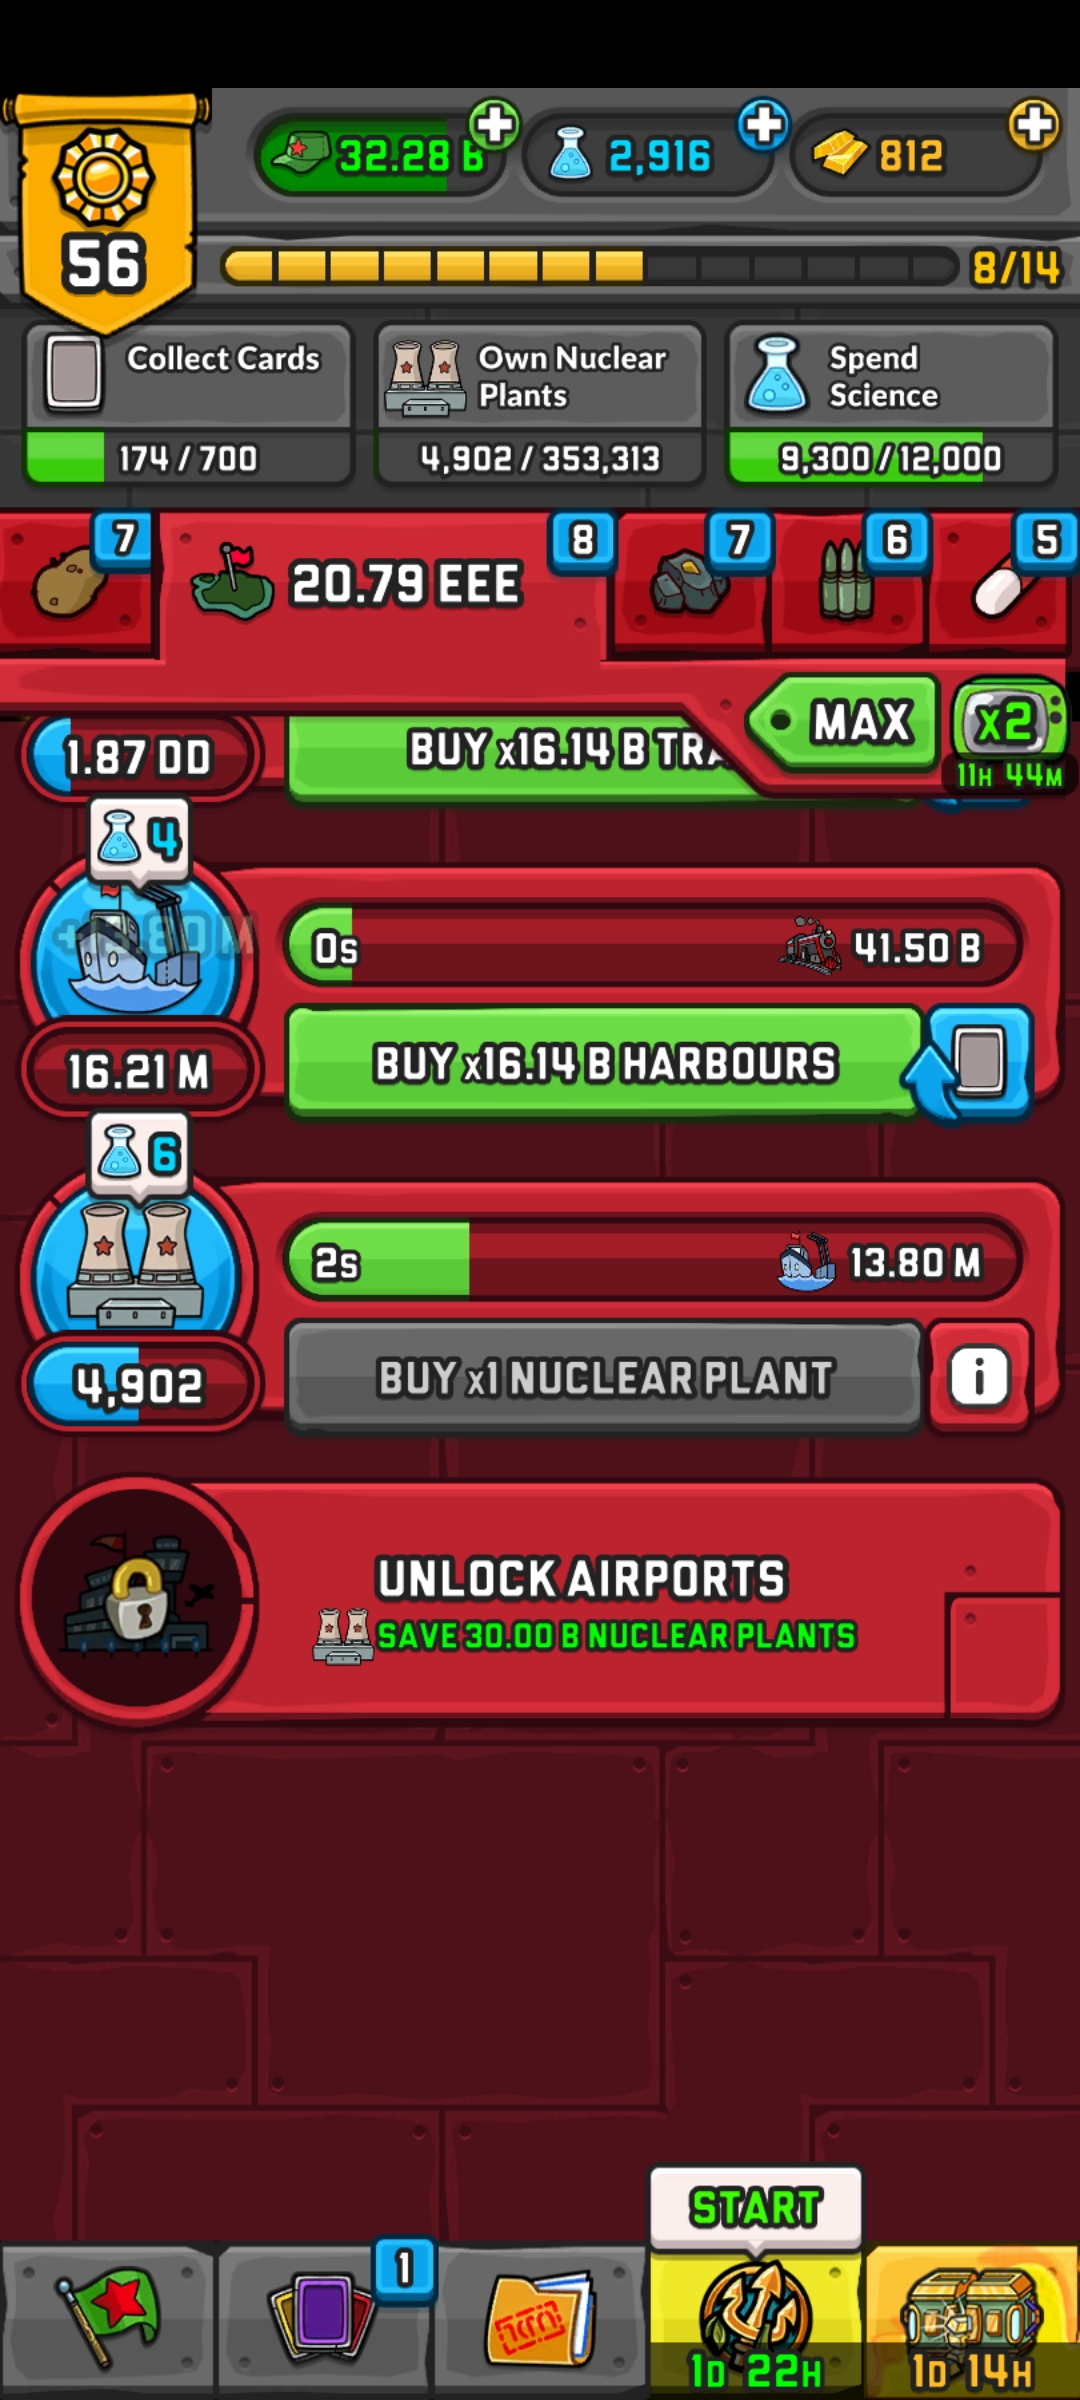 56
32.28 B
2,916
812
8/14
Collect Cards
174 / 700
Own Nuclear
Plants
4,902 / 353,313
Spend
Science
9,300 / 12,000
7
20.79 EEE
8
7
6
5
MAX
x2
11H 44M
1.87 DD
BUY x16.14 B
4
0s
41.50 B
16.21 M
BUY x16.14 B HARBOURS
6
2s
13.80 M
4,902
BUY x1 NUCLEAR PLANT
i
UNLOCK AIRPORTS
SAVE 30.00 B NUCLEAR PLANTS
START
1
1D 22H
1D 14H